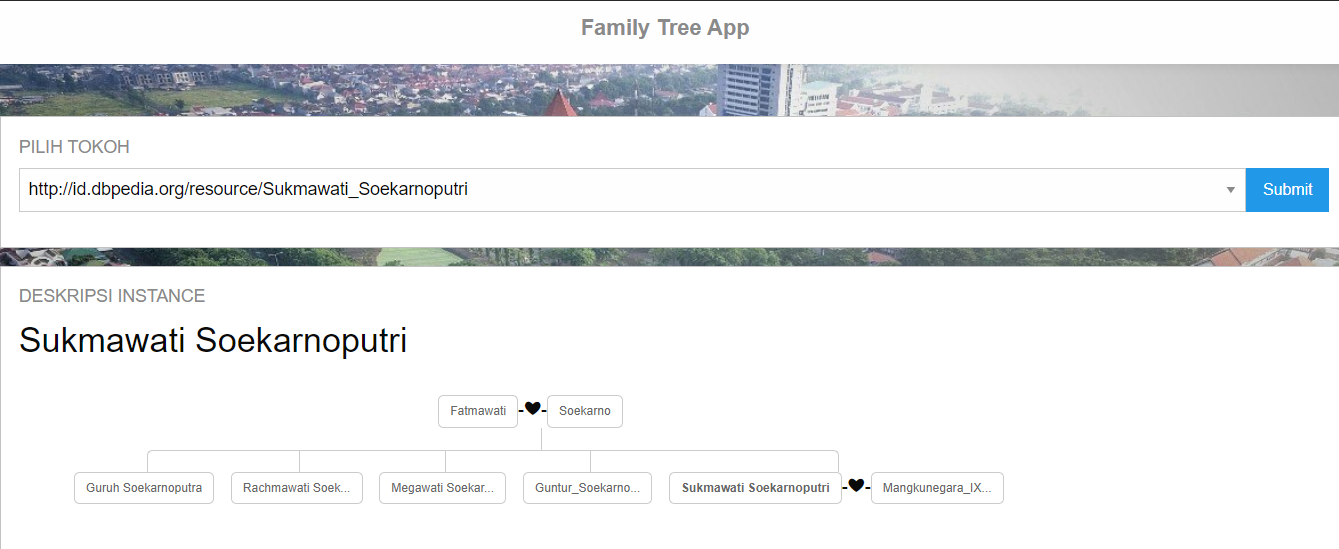 Family Tree App
PILIH TOKOH
http://id.dbpedia.org/resource/Sukmawati_Soekarnoputri
Submit
DESKRIPSI INSTANCE
Sukmawati Soekarnoputri
Fatmawati - ♥ - Soekarno
Guruh Soekarnoputra Rachmawati Soek... Megawati Soekar... Guntur_Soekarno... Sukmawati Soekarnoputri - ♥ - Mangkunegara_IX...